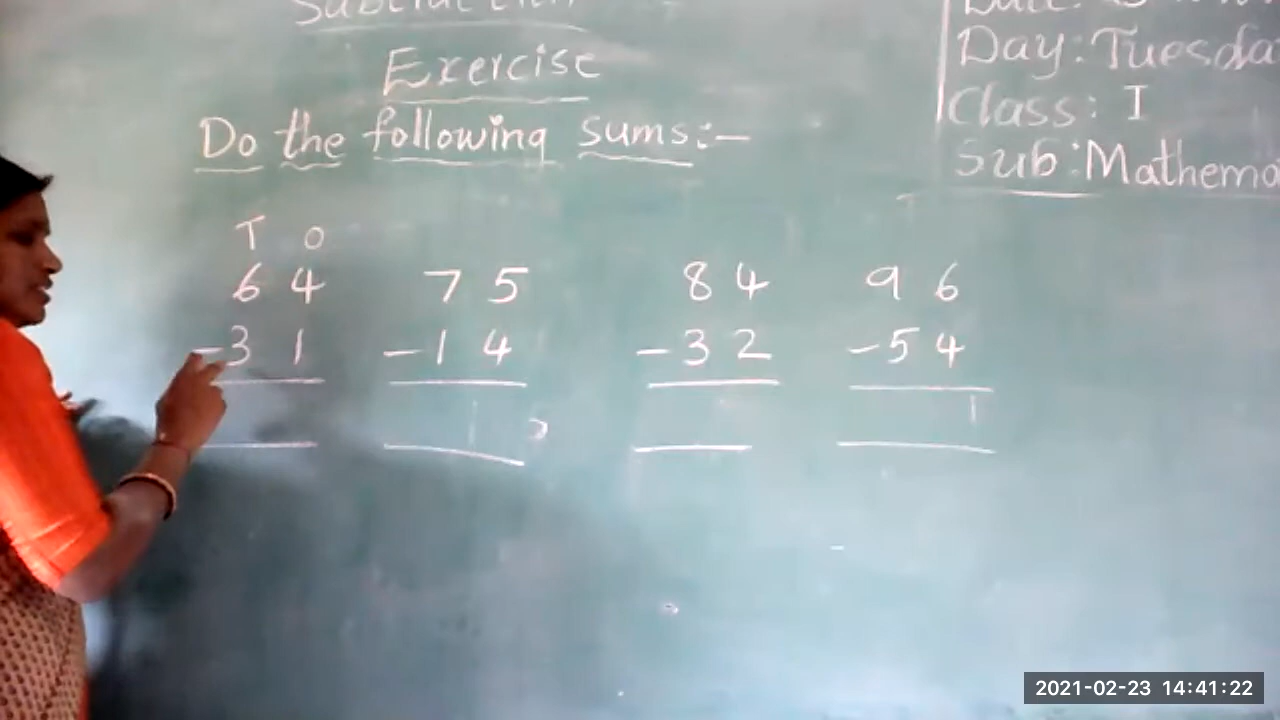 Subtraction
Exercise
Do the following sums:-
Day: Tuesda
Class: I
Sub: Mathema
T O
6 4 7 5 8 4 9 6
-3 1 -1 4 -3 2 -5 4
2021-02-23 14:41:22